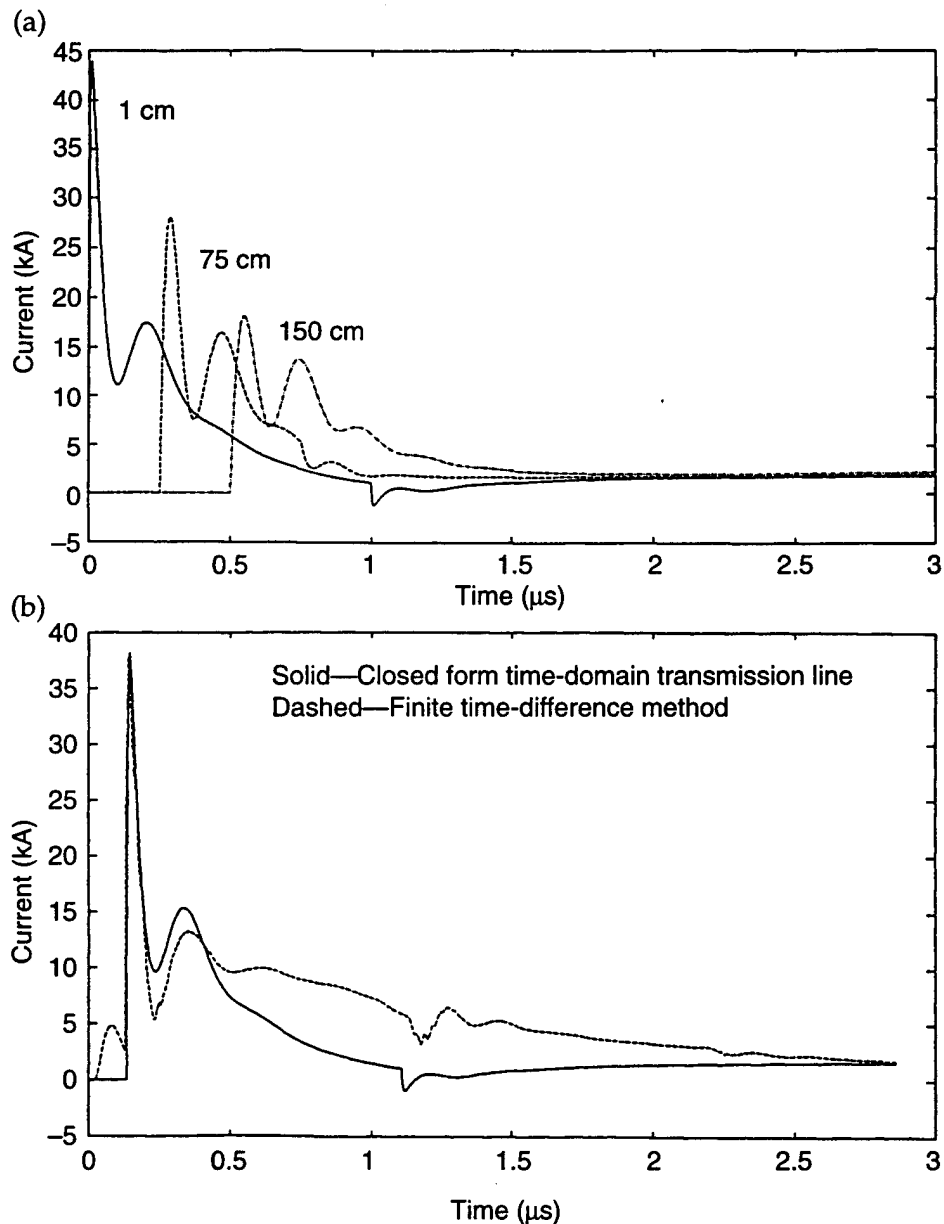 (a)
45
40
35
30
25
20
15
10
5
0
−5
Current (kA)
1 cm
75 cm
150 cm
0 0.5 1 1.5 2 2.5 3
Time (μs)
(b)
40
35
30
25
20
15
10
5
0
−5
Current (kA)
Solid—Closed form time-domain transmission line
Dashed—Finite time-difference method
0 0.5 1 1.5 2 2.5 3
Time (μs)